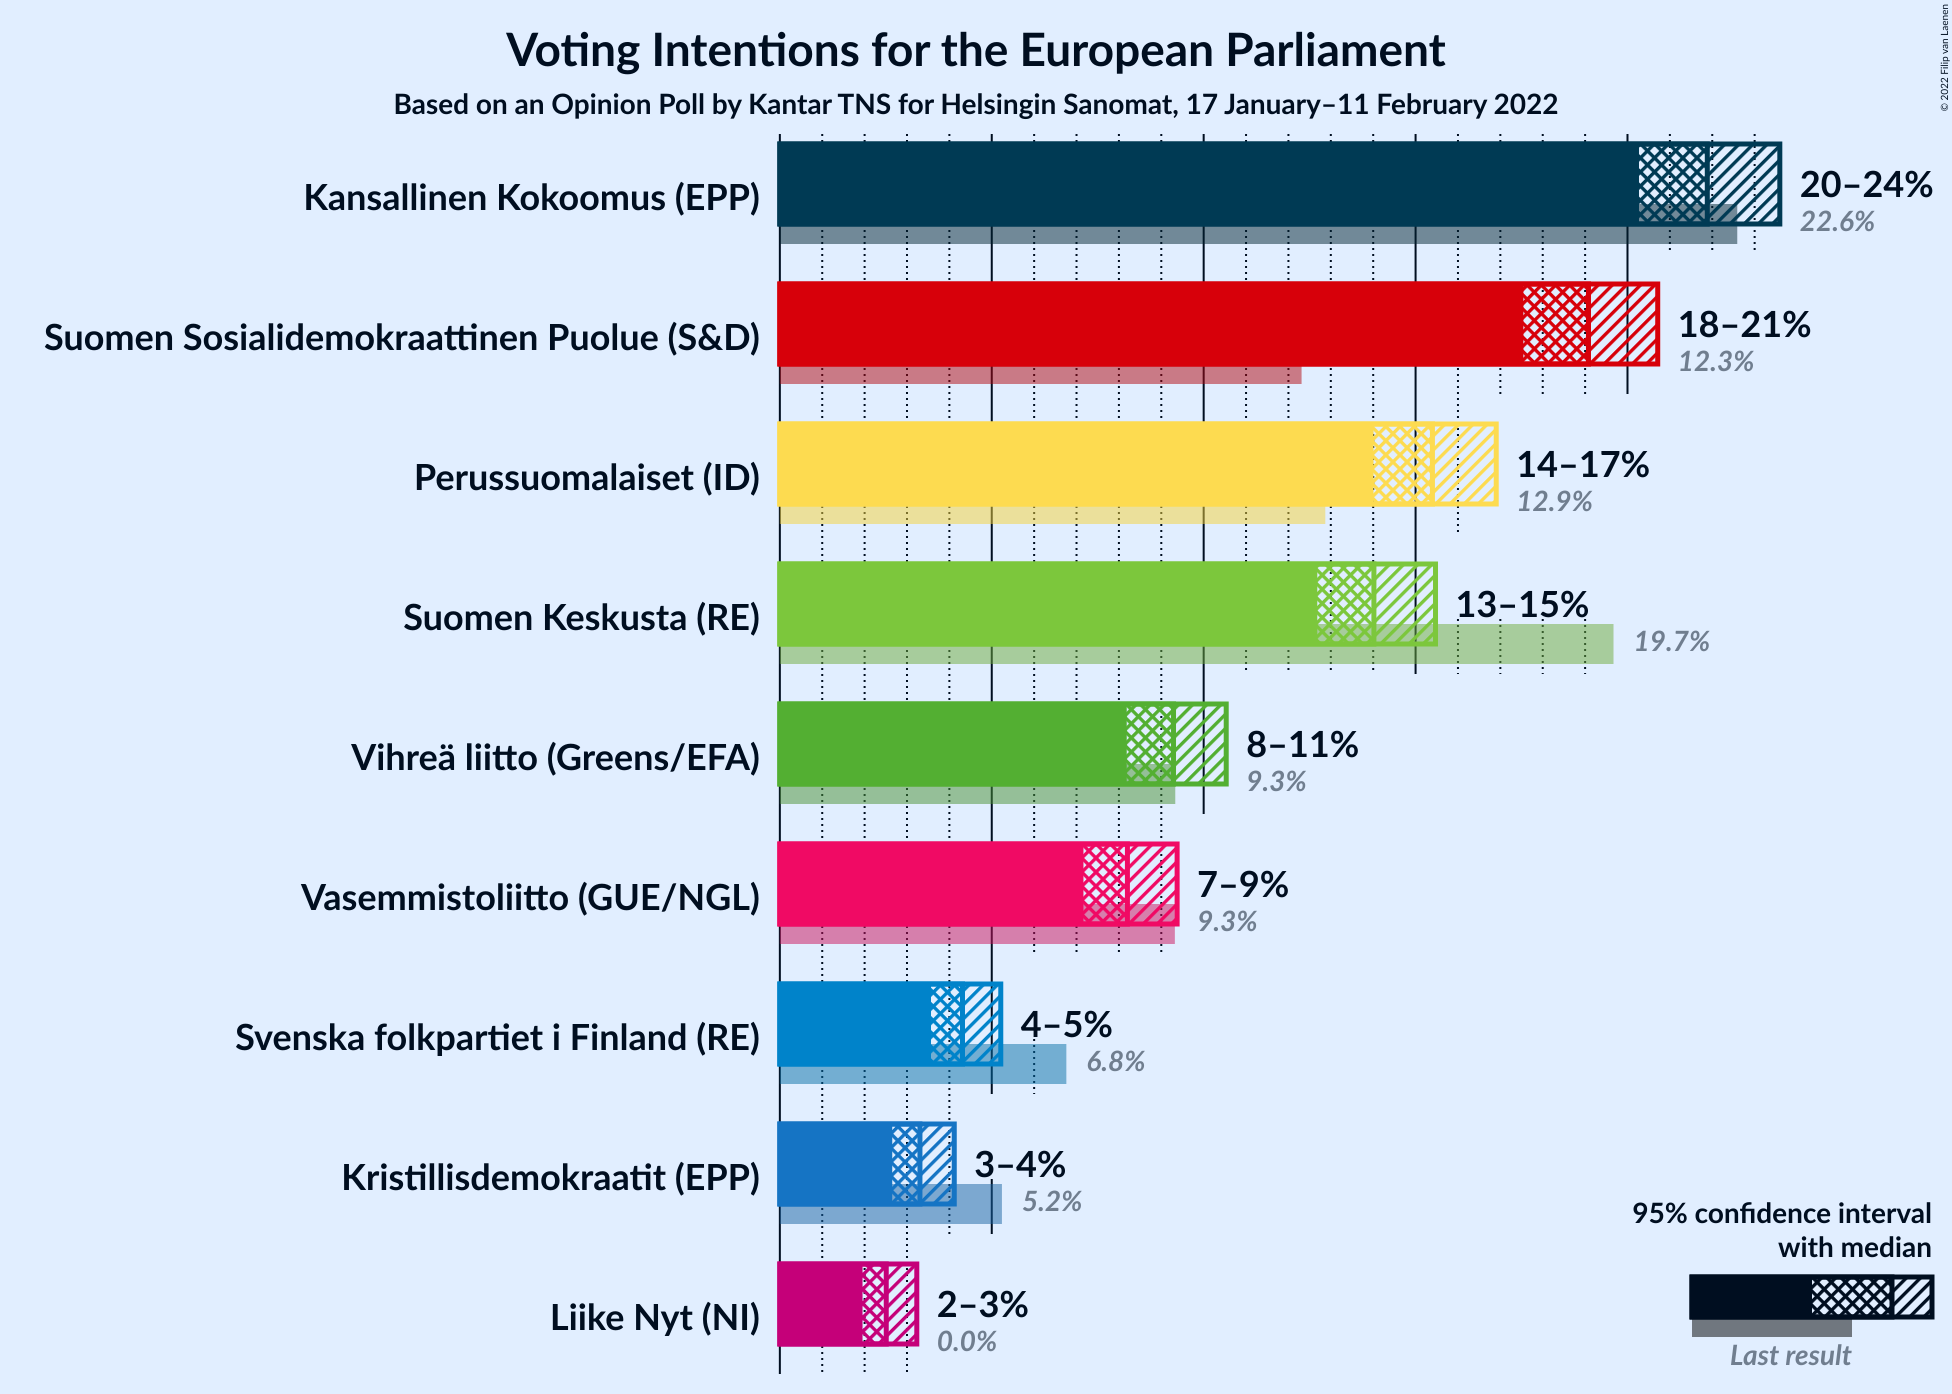 Voting Intentions for the European Parliament
Based on an Opinion Poll by Kantar TNS for Helsingin Sanomat, 17 January–11 February 2022
© 2022 Filip van Laenen
Kansallinen Kokoomus (EPP)
20–24%
22.6%
Suomen Sosialidemokraattinen Puolue (S&D)
18–21%
12.3%
Perussuomalaiset (ID)
14–17%
12.9%
Suomen Keskusta (RE)
13–15%
19.7%
Vihreä liitto (Greens/EFA)
8–11%
9.3%
Vasemmistoliitto (GUE/NGL)
7–9%
9.3%
Svenska folkpartiet i Finland (RE)
4–5%
6.8%
Kristillisdemokraatit (EPP)
3–4%
5.2%
Liike Nyt (NI)
2–3%
0.0%
95% confidence interval
with median
Last result